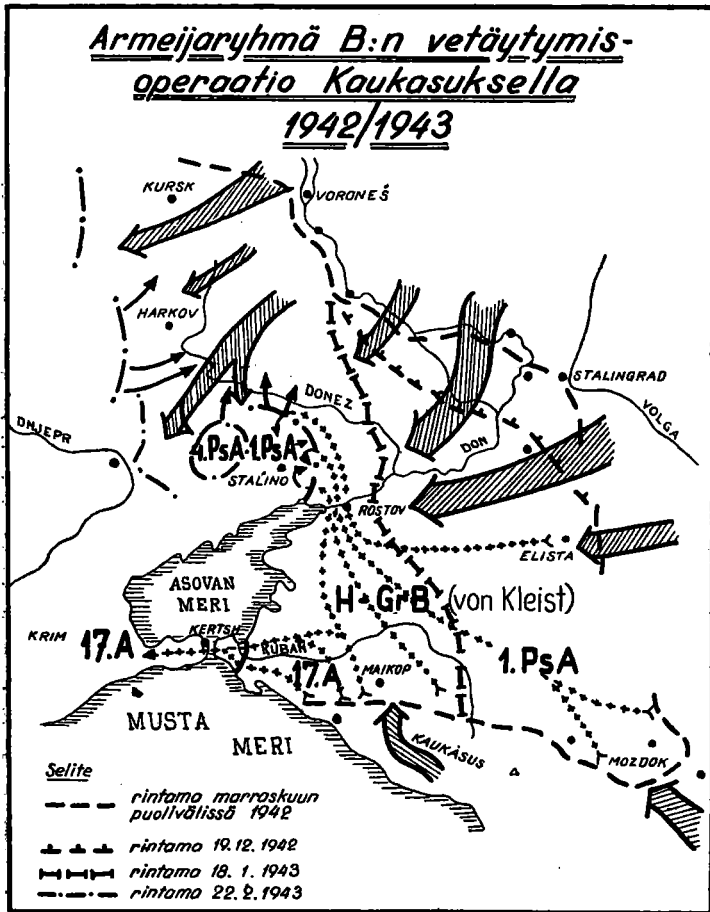 Armeijaryhmä B:n vetäytymis-
operaatio Kaukasuksella
1942/1943
KURSK
VORONEŠ
HARKOV
STALINGRAD
VOLGA
DONEZ
DON
DNJEPR
4.PsA
1.PsA
STALINO
ROSTOV
ELISTA
ASOVAN
MERI
H-GrB (von Kleist)
KRIM
17.A
KERTSH
KUBAN
17.A
MAIKOP
1.PsA
MUSTA
MERI
KAUKASUS
MOZDOK
Selite
rintama marraskuun
puolivälissä 1942
rintama 19.12.1942
rintama 18.1.1943
rintama 22.2.1943